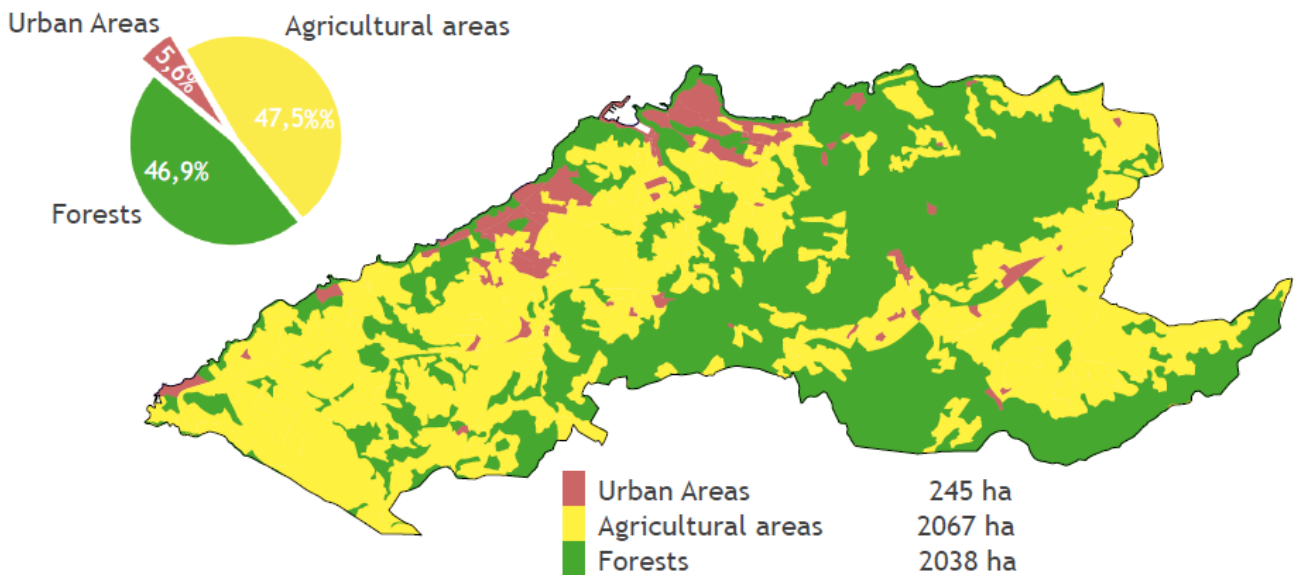 Urban Areas
Agricultural areas
5,6%
47,5%%
46,9%
Forests
Urban Areas 245 ha
Agricultural areas 2067 ha
Forests 2038 ha